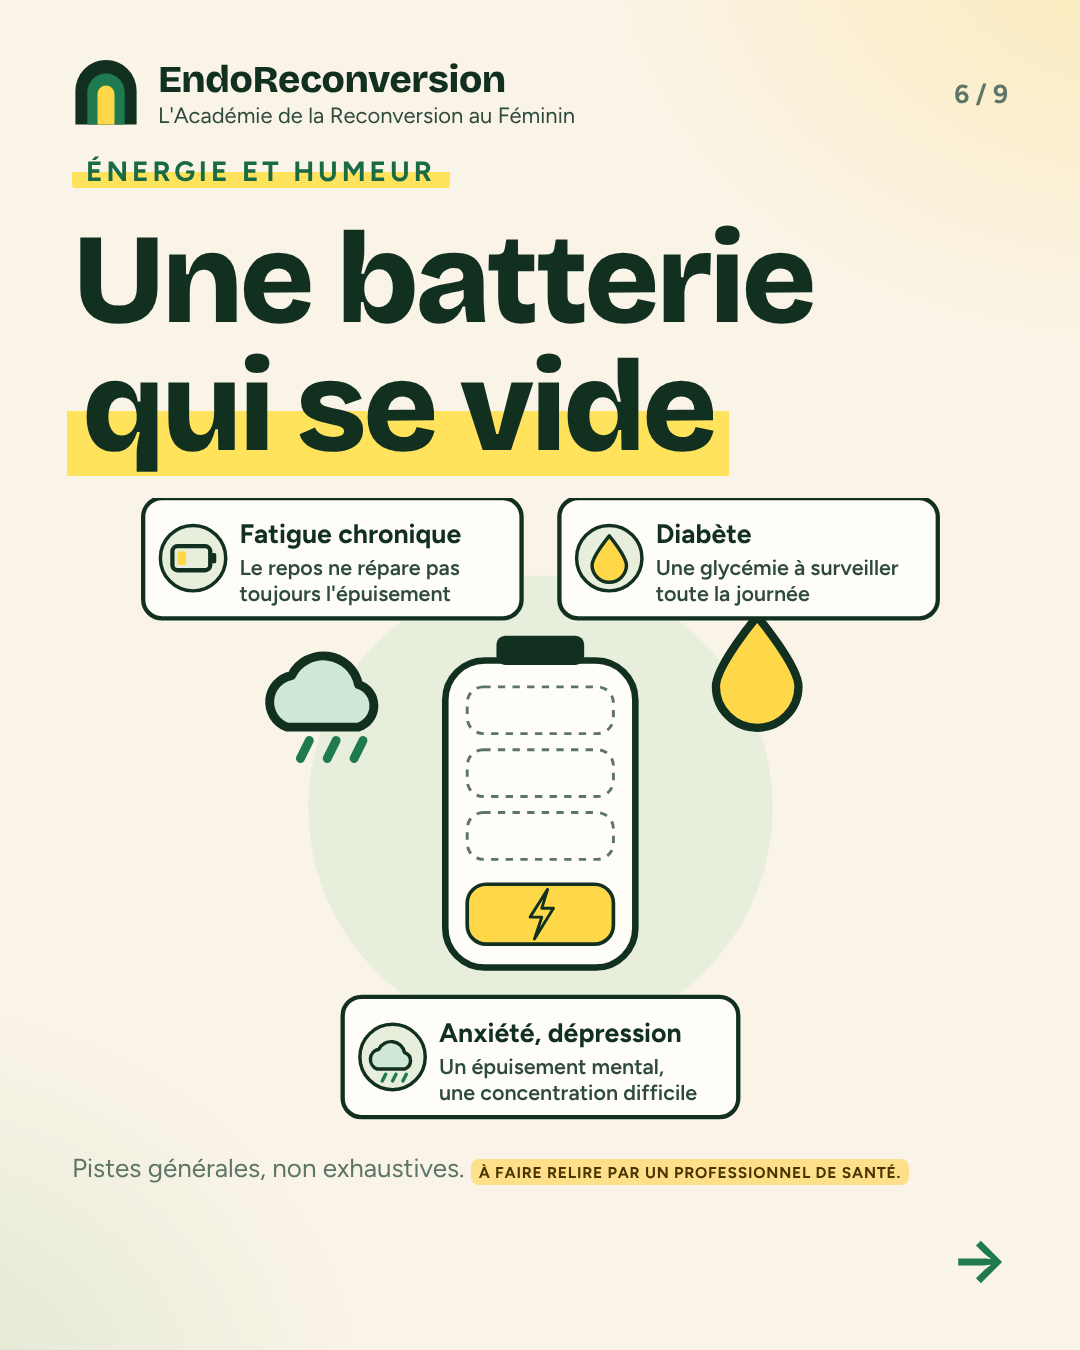 EndoReconversion
L'Académie de la Reconversion au Féminin
6 / 9
ÉNERGIE ET HUMEUR
Une batterie
qui se vide
Fatigue chronique
Le repos ne répare pas
toujours l'épuisement
Diabète
Une glycémie à surveiller
toute la journée
Anxiété, dépression
Un épuisement mental,
une concentration difficile
Pistes générales, non exhaustives. À FAIRE RELIRE PAR UN PROFESSIONNEL DE SANTÉ.